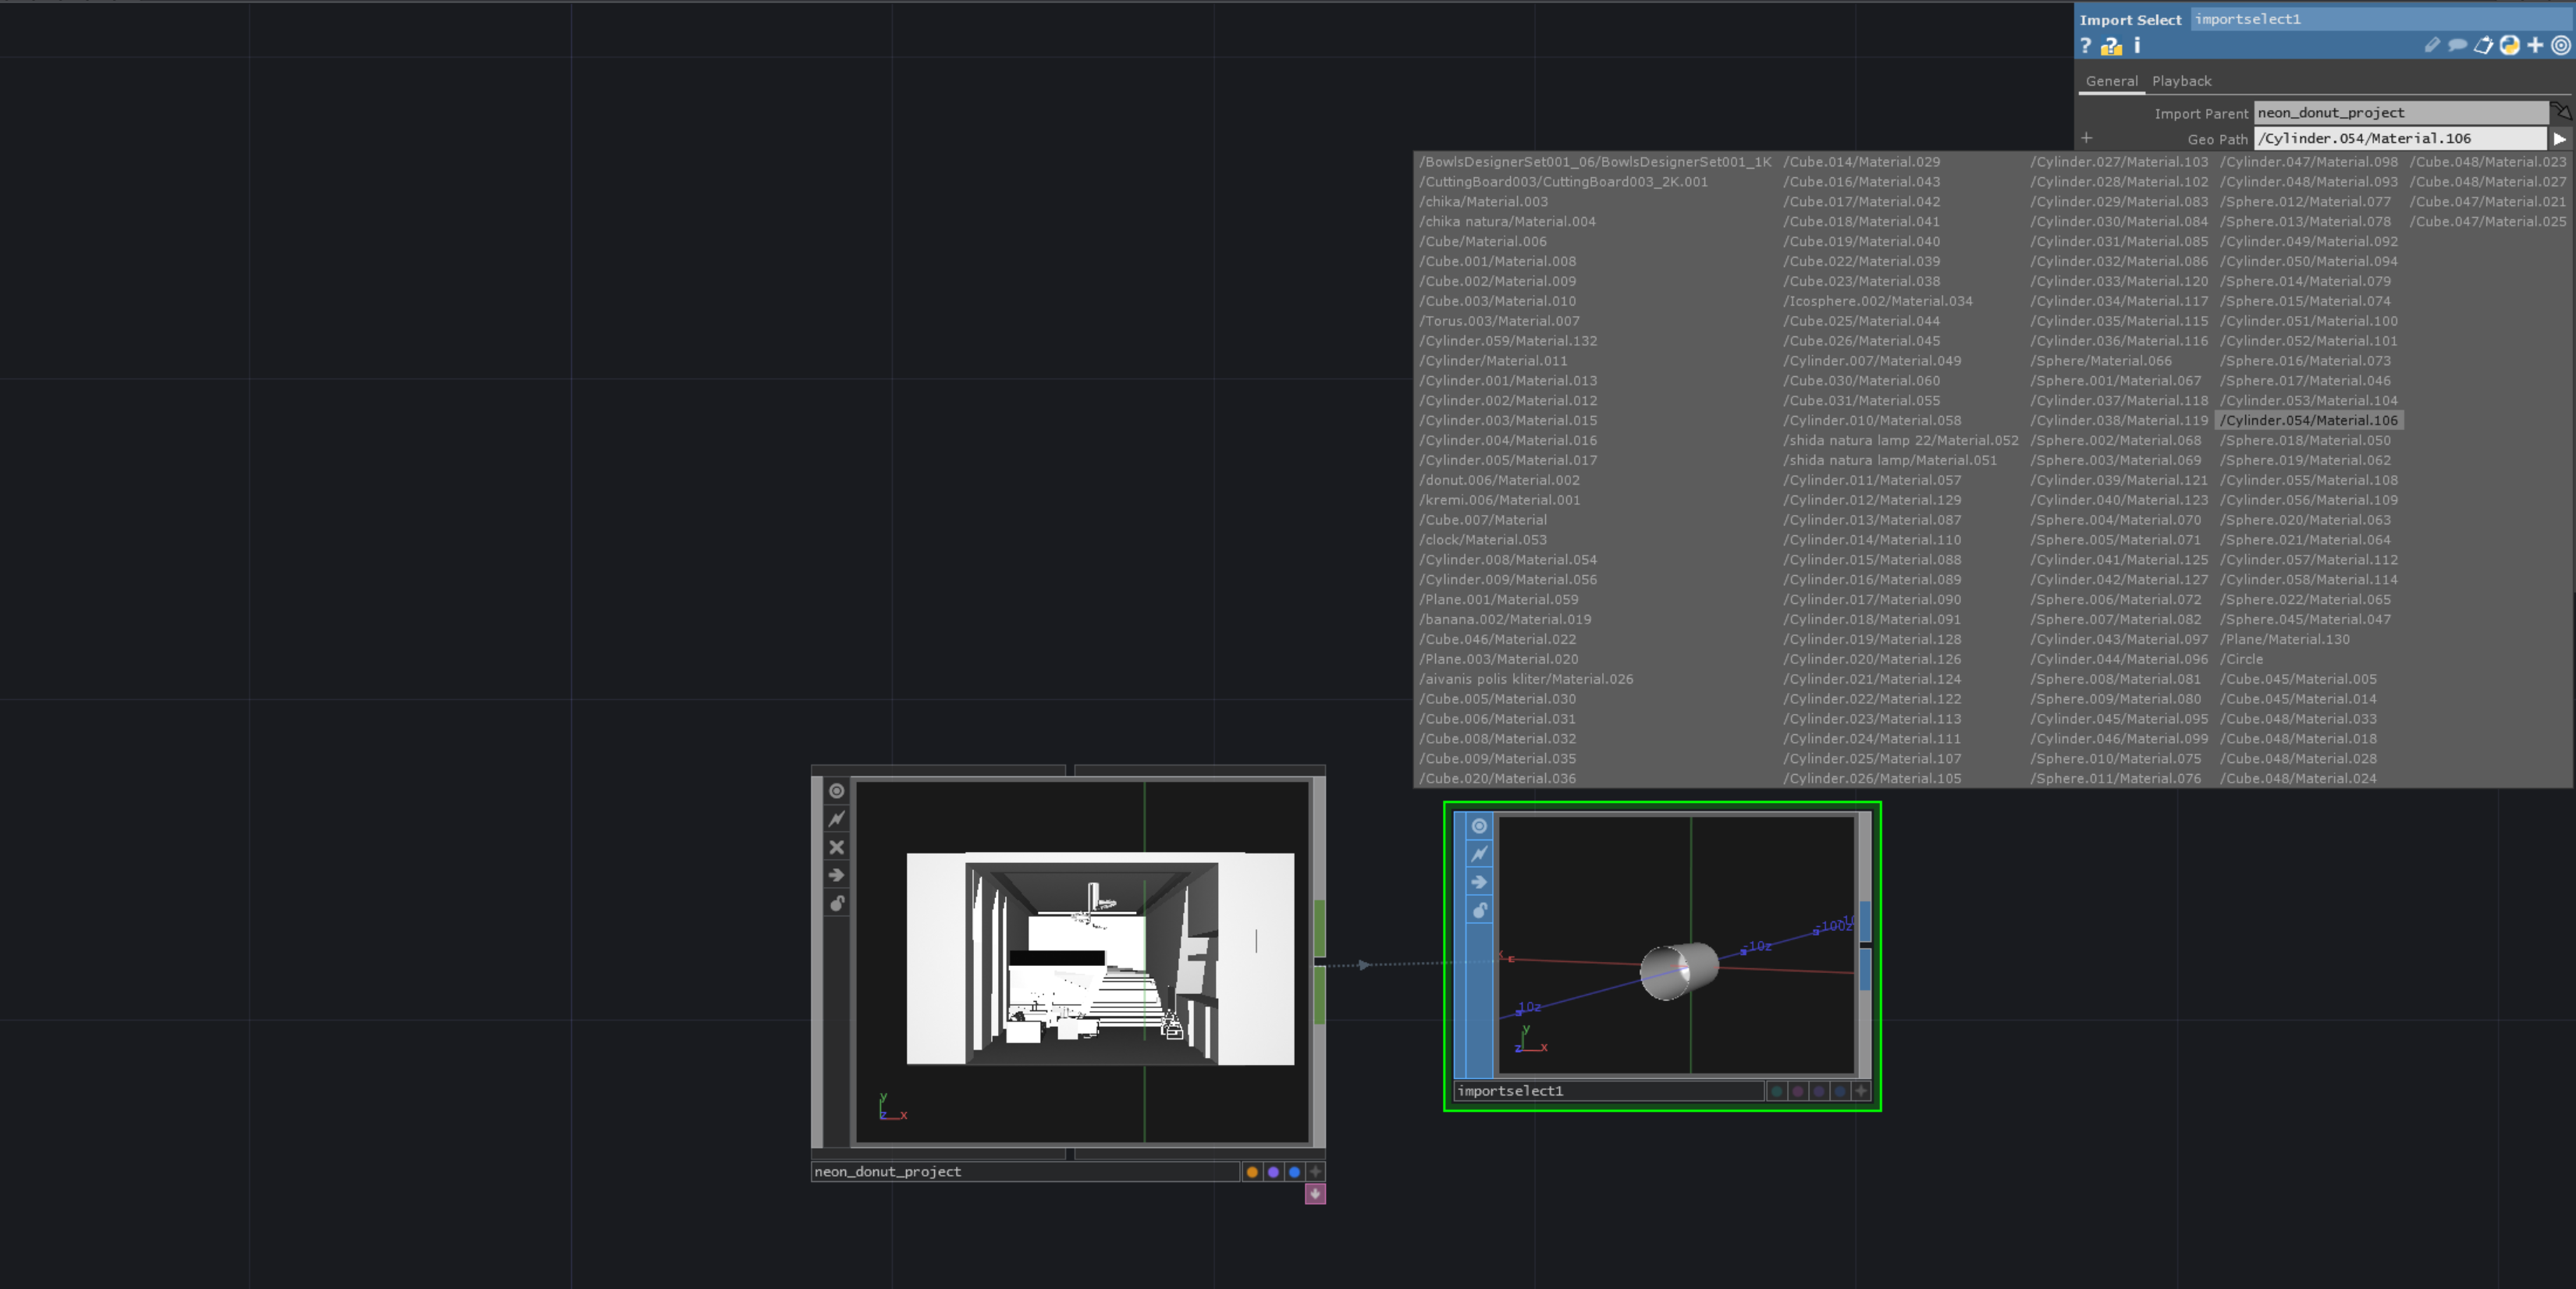 Import Select importselect1
? ? i
General Playback
Import Parent neon_donut_project
+ Geo Path /Cylinder.054/Material.106
/BowlsDesignerSet001_06/BowlsDesignerSet001_1K /Cube.014/Material.029 /Cylinder.027/Material.103 /Cylinder.047/Material.098 /Cube.048/Material.023
/CuttingBoard003/CuttingBoard003_2K.001 /Cube.016/Material.043 /Cylinder.028/Material.102 /Cylinder.048/Material.093 /Cube.048/Material.027
/chika/Material.003 /Cube.017/Material.042 /Cylinder.029/Material.083 /Sphere.012/Material.077 /Cube.047/Material.021
/chika natura/Material.004 /Cube.018/Material.041 /Cylinder.030/Material.084 /Sphere.013/Material.078 /Cube.047/Material.025
/Cube/Material.006 /Cube.019/Material.040 /Cylinder.031/Material.085 /Cylinder.049/Material.092
/Cube.001/Material.008 /Cube.022/Material.039 /Cylinder.032/Material.086 /Cylinder.050/Material.094
/Cube.002/Material.009 /Cube.023/Material.038 /Cylinder.033/Material.120 /Sphere.014/Material.079
/Cube.003/Material.010 /Icosphere.002/Material.034 /Cylinder.034/Material.117 /Sphere.015/Material.074
/Torus.003/Material.007 /Cube.025/Material.044 /Cylinder.035/Material.115 /Cylinder.051/Material.100
/Cylinder.059/Material.132 /Cube.026/Material.045 /Cylinder.036/Material.116 /Cylinder.052/Material.101
/Cylinder/Material.011 /Cylinder.007/Material.049 /Sphere/Material.066 /Sphere.016/Material.073
/Cylinder.001/Material.013 /Cube.030/Material.060 /Sphere.001/Material.067 /Sphere.017/Material.046
/Cylinder.002/Material.012 /Cube.031/Material.055 /Cylinder.037/Material.118 /Cylinder.053/Material.104
/Cylinder.003/Material.015 /Cylinder.010/Material.058 /Cylinder.038/Material.119 /Cylinder.054/Material.106
/Cylinder.004/Material.016 /shida natura lamp 22/Material.052 /Sphere.002/Material.068 /Sphere.018/Material.050
/Cylinder.005/Material.017 /shida natura lamp/Material.051 /Sphere.003/Material.069 /Sphere.019/Material.062
/donut.006/Material.002 /Cylinder.011/Material.057 /Cylinder.039/Material.121 /Cylinder.055/Material.108
/kremi.006/Material.001 /Cylinder.012/Material.129 /Cylinder.040/Material.123 /Cylinder.056/Material.109
/Cube.007/Material /Cylinder.013/Material.087 /Sphere.004/Material.070 /Sphere.020/Material.063
/clock/Material.053 /Cylinder.014/Material.110 /Sphere.005/Material.071 /Sphere.021/Material.064
/Cylinder.008/Material.054 /Cylinder.015/Material.088 /Cylinder.041/Material.125 /Cylinder.057/Material.112
/Cylinder.009/Material.056 /Cylinder.016/Material.089 /Cylinder.042/Material.127 /Cylinder.058/Material.114
/Plane.001/Material.059 /Cylinder.017/Material.090 /Sphere.006/Material.072 /Sphere.022/Material.065
/banana.002/Material.019 /Cylinder.018/Material.091 /Sphere.007/Material.082 /Sphere.045/Material.047
/Cube.046/Material.022 /Cylinder.019/Material.128 /Cylinder.043/Material.097 /Plane/Material.130
/Plane.003/Material.020 /Cylinder.020/Material.126 /Cylinder.044/Material.096 /Circle
/aivanis polis kliter/Material.026 /Cylinder.021/Material.124 /Sphere.008/Material.081 /Cube.045/Material.005
/Cube.005/Material.030 /Cylinder.022/Material.122 /Sphere.009/Material.080 /Cube.045/Material.014
/Cube.006/Material.031 /Cylinder.023/Material.113 /Cylinder.045/Material.095 /Cube.048/Material.033
/Cube.008/Material.032 /Cylinder.024/Material.111 /Cylinder.046/Material.099 /Cube.048/Material.018
/Cube.009/Material.035 /Cylinder.025/Material.107 /Sphere.010/Material.075 /Cube.048/Material.028
/Cube.020/Material.036 /Cylinder.026/Material.105 /Sphere.011/Material.076 /Cube.048/Material.024
-100z
-10z
10z
y
z x
importselect1
y
z x
neon_donut_project